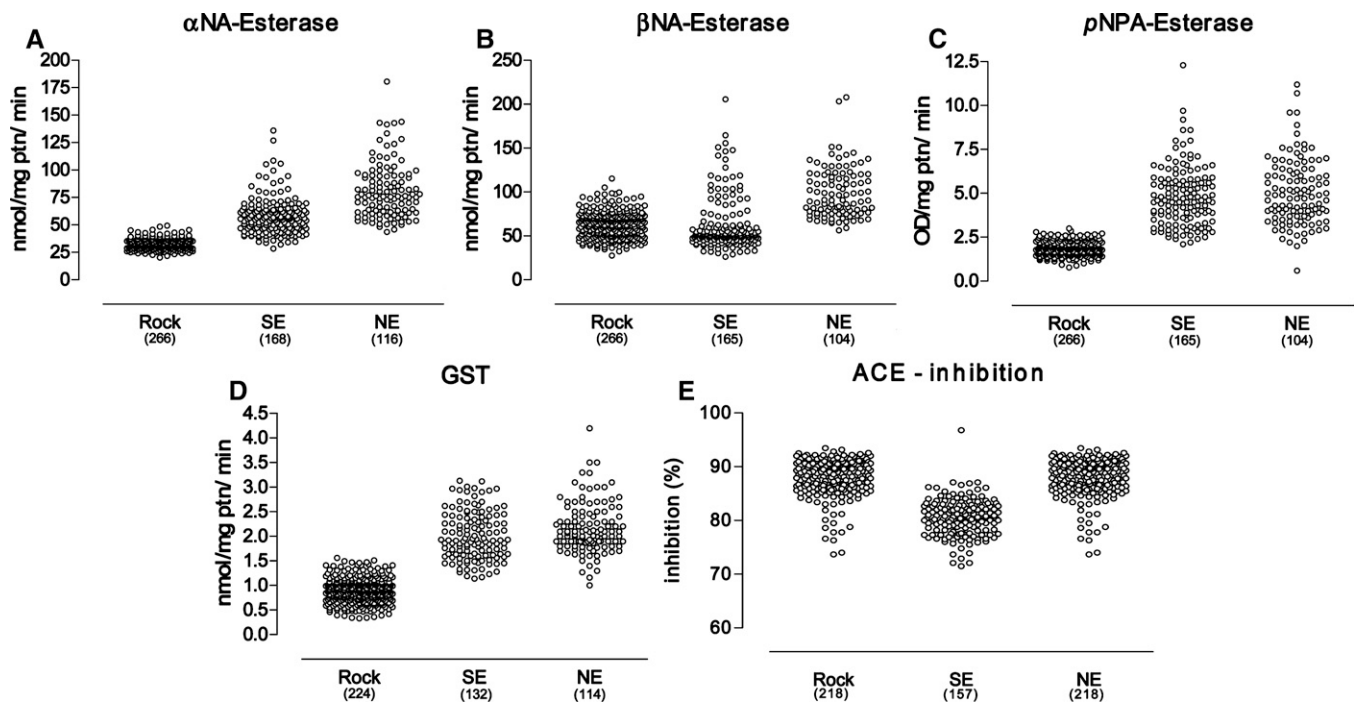 A
αNA-Esterase
nmol/mg ptn/ min
200
175
150
125
100
75
50
25
0
Rock SE NE
(266) (168) (116)
B
βNA-Esterase
nmol/mg ptn/ min
250
200
150
100
50
0
Rock SE NE
(266) (165) (104)
C
pNPA-Esterase
OD/mg ptn/ min
12.5
10.0
7.5
5.0
2.5
0.0
Rock SE NE
(266) (165) (104)
D
GST
nmol/mg ptn/ min
4.5
4.0
3.5
3.0
2.5
2.0
1.5
1.0
0.5
0.0
Rock SE NE
(224) (132) (114)
E
ACE - inhibition
inhibition (%)
100
90
80
70
60
Rock SE NE
(218) (157) (218)